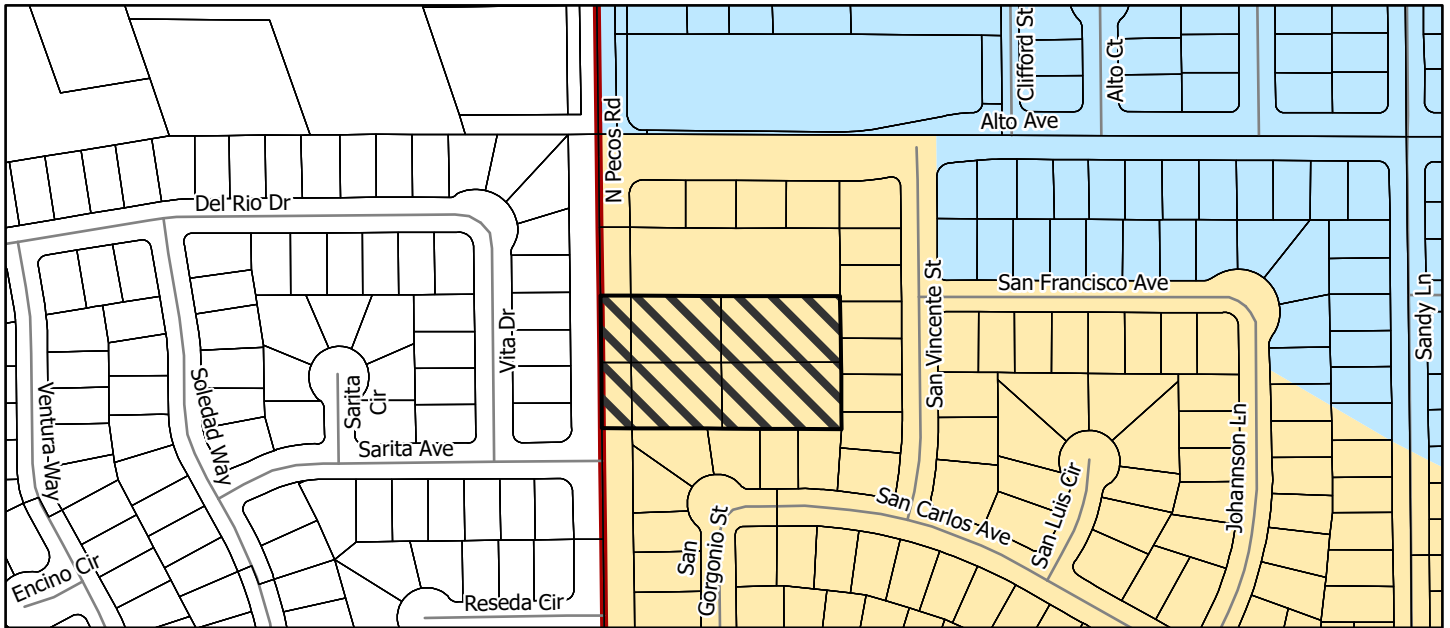 Clifford St
Alto Ct
N Pecos Rd
Alto Ave
Del Rio Dr
San Vicente St
San Francisco Ave
Sandy Ln
Vita Dr
Soledad Way
Ventura Way
Sarita
Cir
Sarita Ave
Johannson Ln
San Luis Cir
San Carlos Ave
San
Gorgonio St
Encino Cir
Reseda Cir